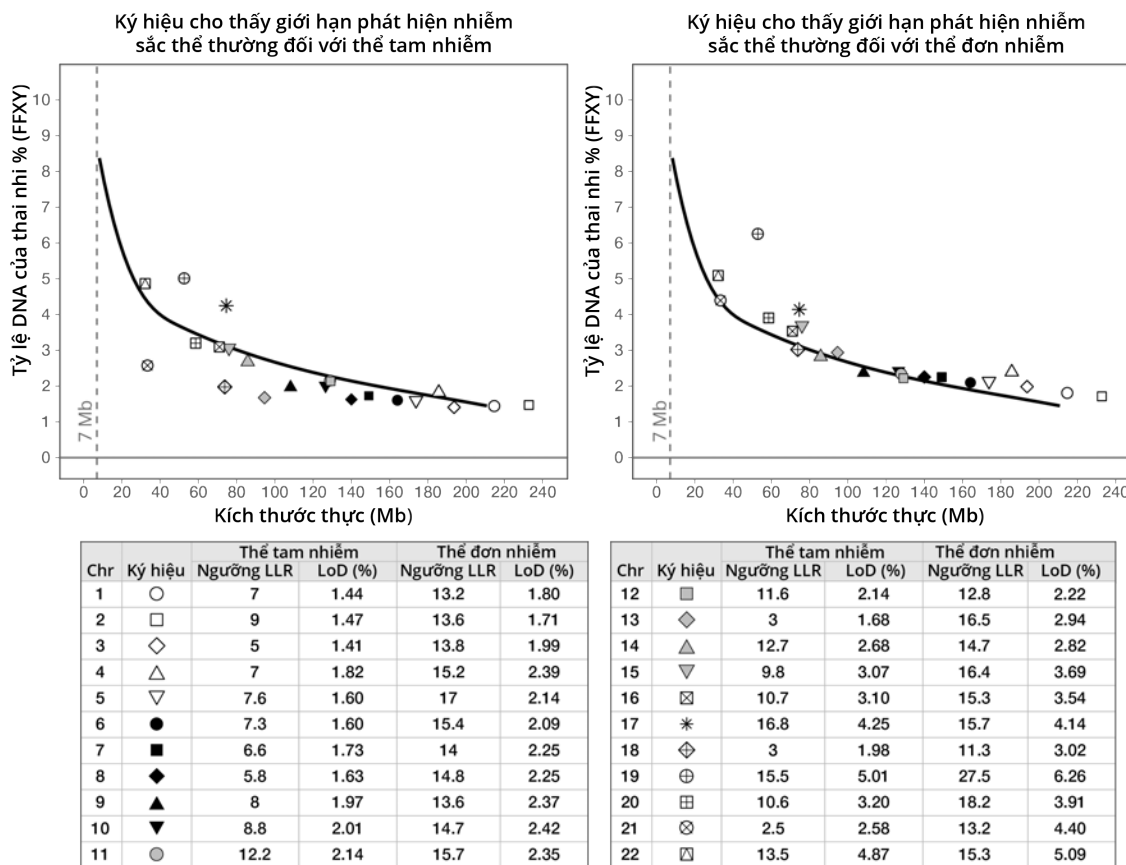 Ký hiệu cho thấy giới hạn phát hiện nhiễm
sắc thể thường đối với thể tam nhiễm
Tỷ lệ DNA của thai nhi % (FFXY)
10
9
8
7
6
5
4
3
2
1
0
7 Mb
0 20 40 60 80 100 120 140 160 180 200 220 240
Kích thước thực (Mb)
Ký hiệu cho thấy giới hạn phát hiện nhiễm
sắc thể thường đối với thể đơn nhiễm
Tỷ lệ DNA của thai nhi % (FFXY)
10
9
8
7
6
5
4
3
2
1
0
7 Mb
0 20 40 60 80 100 120 140 160 180 200 220 240
Kích thước thực (Mb)
Thể tam nhiễm Thể đơn nhiễm
Chr Ký hiệu Ngưỡng LLR LoD (%) Ngưỡng LLR LoD (%)
1 7 1.44 13.2 1.80
2 9 1.47 13.6 1.71
3 5 1.41 13.8 1.99
4 7 1.82 15.2 2.39
5 7.6 1.60 17 2.14
6 7.3 1.60 15.4 2.09
7 6.6 1.73 14 2.25
8 5.8 1.63 14.8 2.25
9 8 1.97 13.6 2.37
10 8.8 2.01 14.7 2.42
11 12.2 2.14 15.7 2.35
Thể tam nhiễm Thể đơn nhiễm
Chr Ký hiệu Ngưỡng LLR LoD (%) Ngưỡng LLR LoD (%)
12 11.6 2.14 12.8 2.22
13 3 1.68 16.5 2.94
14 12.7 2.68 14.7 2.82
15 9.8 3.07 16.4 3.69
16 10.7 3.10 15.3 3.54
17 16.8 4.25 15.7 4.14
18 3 1.98 11.3 3.02
19 15.5 5.01 27.5 6.26
20 10.6 3.20 18.2 3.91
21 2.5 2.58 13.2 4.40
22 13.5 4.87 15.3 5.09